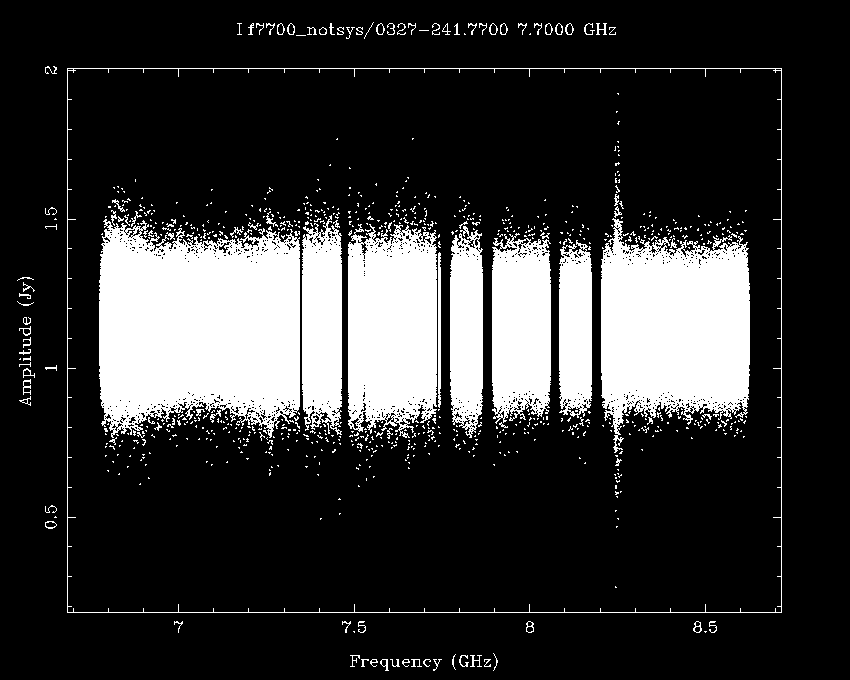 I f7700_notsys/0327-241.7700 7.7000 GHz
2
1.5
1
0.5
Amplitude (Jy)
7 7.5 8 8.5
Frequency (GHz)